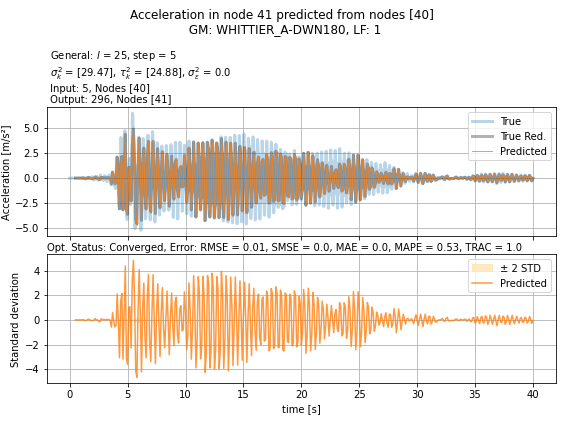 Acceleration in node 41 predicted from nodes [40]
GM: WHITTIER_A-DWN180, LF: 1
General: l = 25, step = 5
σ²ₖ = [29.47], τ²ₖ = [24.88], σ²ε = 0.0
Input: 5, Nodes [40]
Output: 296, Nodes [41]
Acceleration [m/s²]
5.0
2.5
0.0
−2.5
−5.0
True
True Red.
Predicted
Opt. Status: Converged, Error: RMSE = 0.01, SMSE = 0.0, MAE = 0.0, MAPE = 0.53, TRAC = 1.0
Standard deviation
4
2
0
−2
−4
± 2 STD
Predicted
0 5 10 15 20 25 30 35 40
time [s]